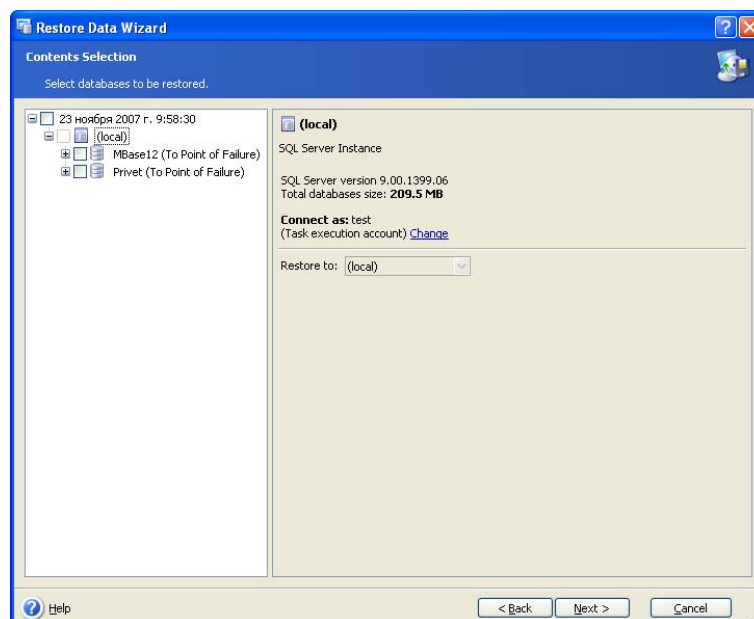 Restore Data Wizard
Contents Selection
Select databases to be restored.
23 ноября 2007 г. 9:58:30
(local)
MBase12 (To Point of Failure)
Privet (To Point of Failure)
(local)
SQL Server Instance
SQL Server version 9.00.1399.06
Total databases size: 209.5 MB
Connect as: test
(Task execution account) Change
Restore to: (local)
Help
< Back
Next >
Cancel